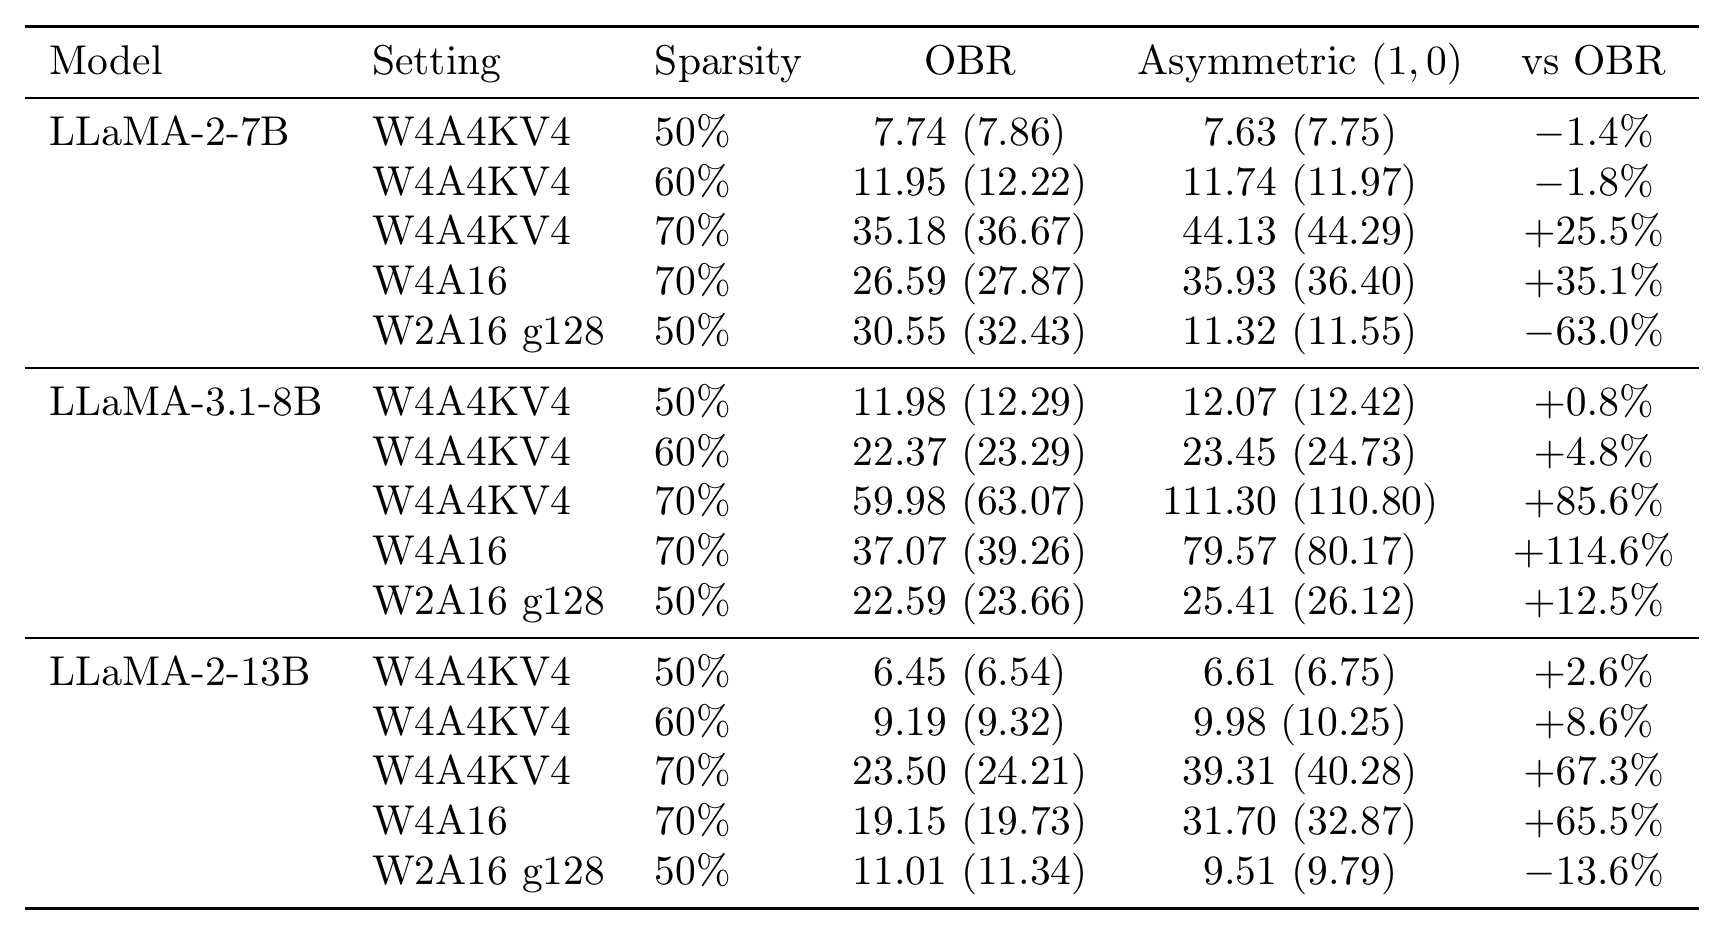 Model Setting Sparsity OBR Asymmetric (1, 0) vs OBR
LLaMA-2-7B W4A4KV4 50% 7.74 (7.86) 7.63 (7.75) −1.4%
W4A4KV4 60% 11.95 (12.22) 11.74 (11.97) −1.8%
W4A4KV4 70% 35.18 (36.67) 44.13 (44.29) +25.5%
W4A16 70% 26.59 (27.87) 35.93 (36.40) +35.1%
W2A16 g128 50% 30.55 (32.43) 11.32 (11.55) −63.0%
LLaMA-3.1-8B W4A4KV4 50% 11.98 (12.29) 12.07 (12.42) +0.8%
W4A4KV4 60% 22.37 (23.29) 23.45 (24.73) +4.8%
W4A4KV4 70% 59.98 (63.07) 111.30 (110.80) +85.6%
W4A16 70% 37.07 (39.26) 79.57 (80.17) +114.6%
W2A16 g128 50% 22.59 (23.66) 25.41 (26.12) +12.5%
LLaMA-2-13B W4A4KV4 50% 6.45 (6.54) 6.61 (6.75) +2.6%
W4A4KV4 60% 9.19 (9.32) 9.98 (10.25) +8.6%
W4A4KV4 70% 23.50 (24.21) 39.31 (40.28) +67.3%
W4A16 70% 19.15 (19.73) 31.70 (32.87) +65.5%
W2A16 g128 50% 11.01 (11.34) 9.51 (9.79) −13.6%